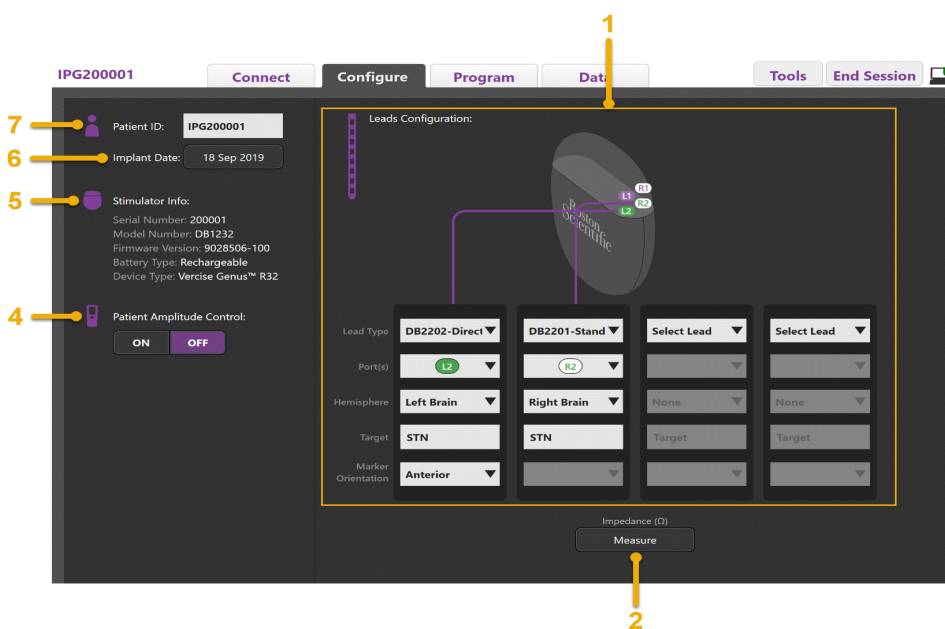 1
IPG200001
Connect
Configure
Program
Data
Tools
End Session
7
Patient ID:
IPG200001
6
Implant Date:
18 Sep 2019
5
Stimulator Info:
Serial Number: 200001
Model Number: DB1232
Firmware Version: 9028506-100
Battery Type: Rechargeable
Device Type: Vercise Genus™ R32
4
Patient Amplitude Control:
ON
OFF
Leads Configuration:
R1
L1
R2
L2
Boston
Scientific
Lead Type
DB2202-Direct
DB2201-Stand
Select Lead
Select Lead
Port(s)
L2
R2
Hemisphere
Left Brain
Right Brain
None
None
Target
STN
STN
Target
Target
Marker
Orientation
Anterior
Impedance (Ω)
Measure
2